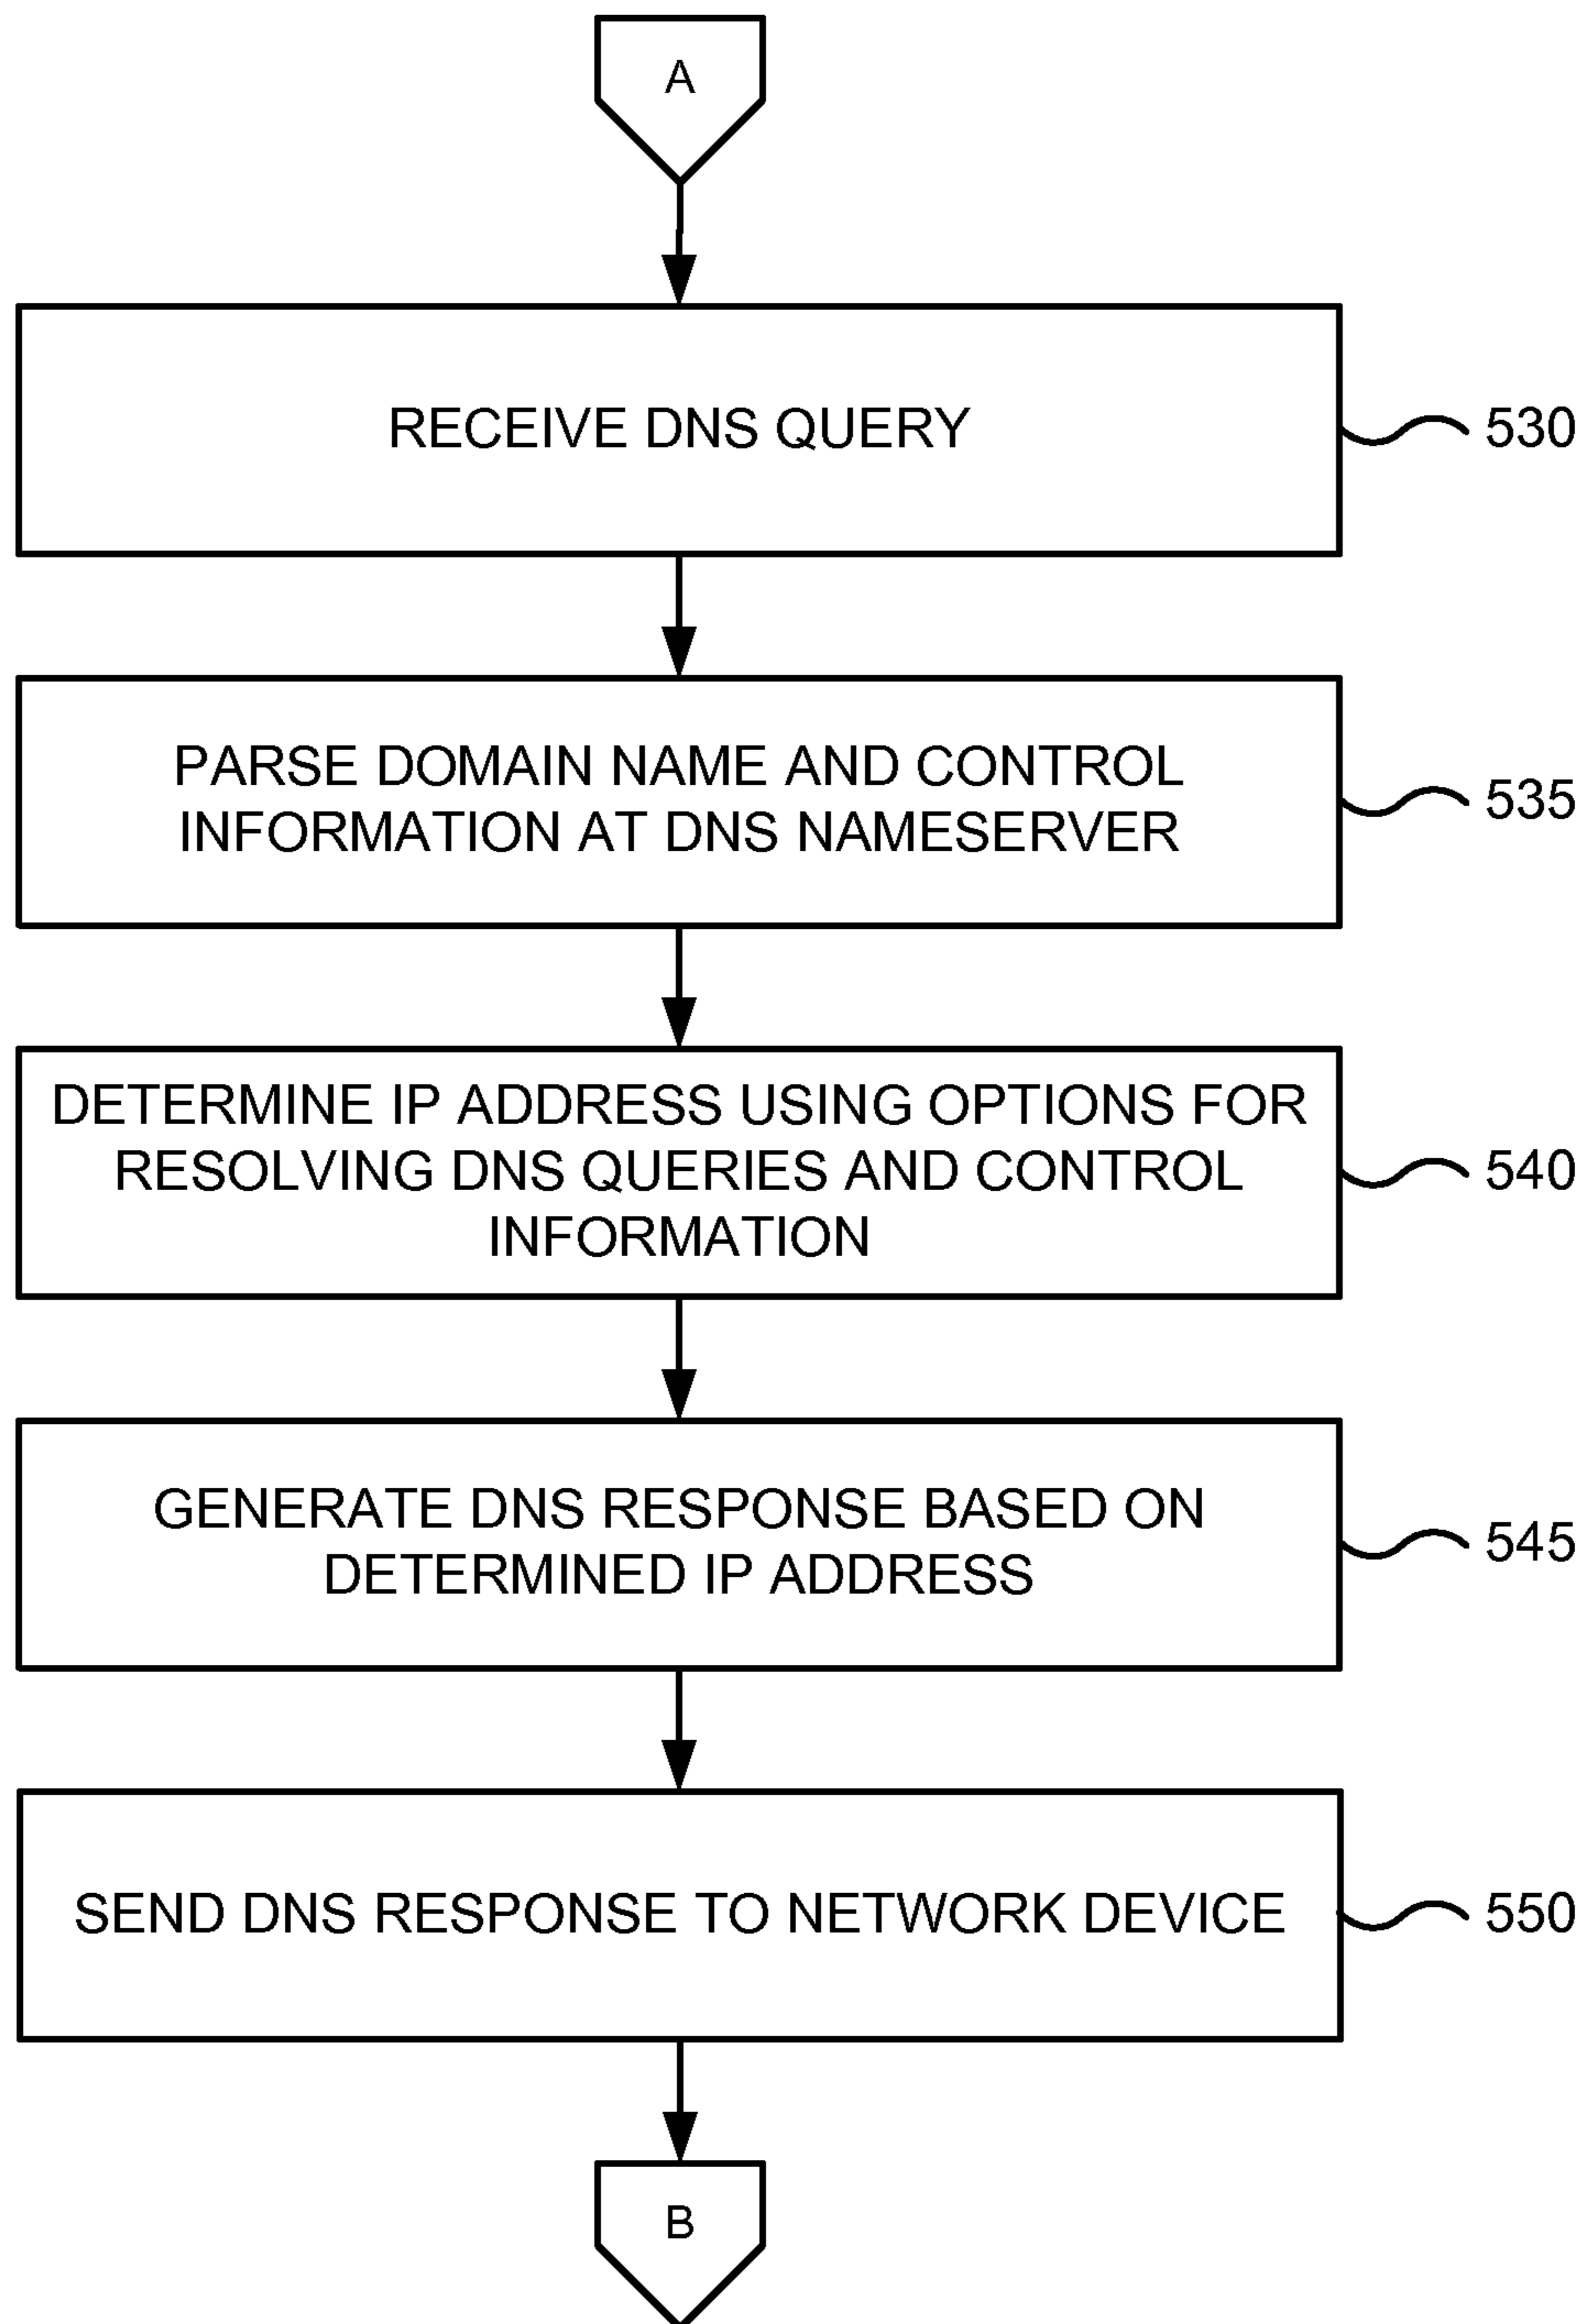 A
RECEIVE DNS QUERY
530
PARSE DOMAIN NAME AND CONTROL
INFORMATION AT DNS NAMESERVER
535
DETERMINE IP ADDRESS USING OPTIONS FOR
RESOLVING DNS QUERIES AND CONTROL
INFORMATION
540
GENERATE DNS RESPONSE BASED ON
DETERMINED IP ADDRESS
545
SEND DNS RESPONSE TO NETWORK DEVICE
550
B